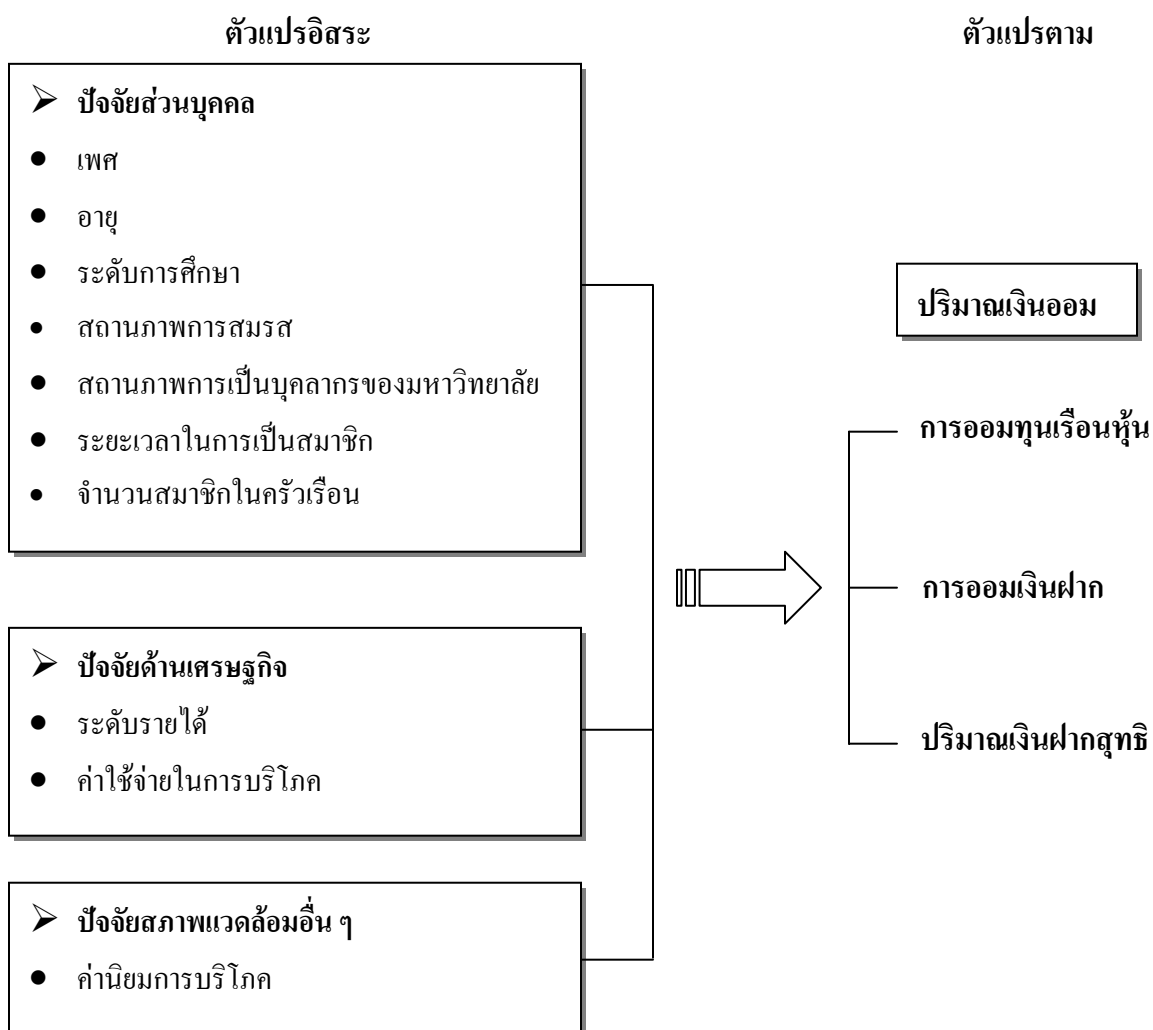 ตัวแปรอิสระ
ตัวแปรตาม
➢ ปัจจัยส่วนบุคคล
● เพศ
● อายุ
● ระดับการศึกษา
● สถานภาพการสมรส
● สถานภาพการเป็นบุคลากรของมหาวิทยาลัย
● ระยะเวลาในการเป็นสมาชิก
● จำนวนสมาชิกในครัวเรือน
➢ ปัจจัยด้านเศรษฐกิจ
● ระดับรายได้
● ค่าใช้จ่ายในการบริโภค
➢ ปัจจัยสภาพแวดล้อมอื่น ๆ
● ค่านิยมการบริโภค
ปริมาณเงินออม
การออมทุนเรือนหุ้น
การออมเงินฝาก
ปริมาณเงินฝากสุทธิ